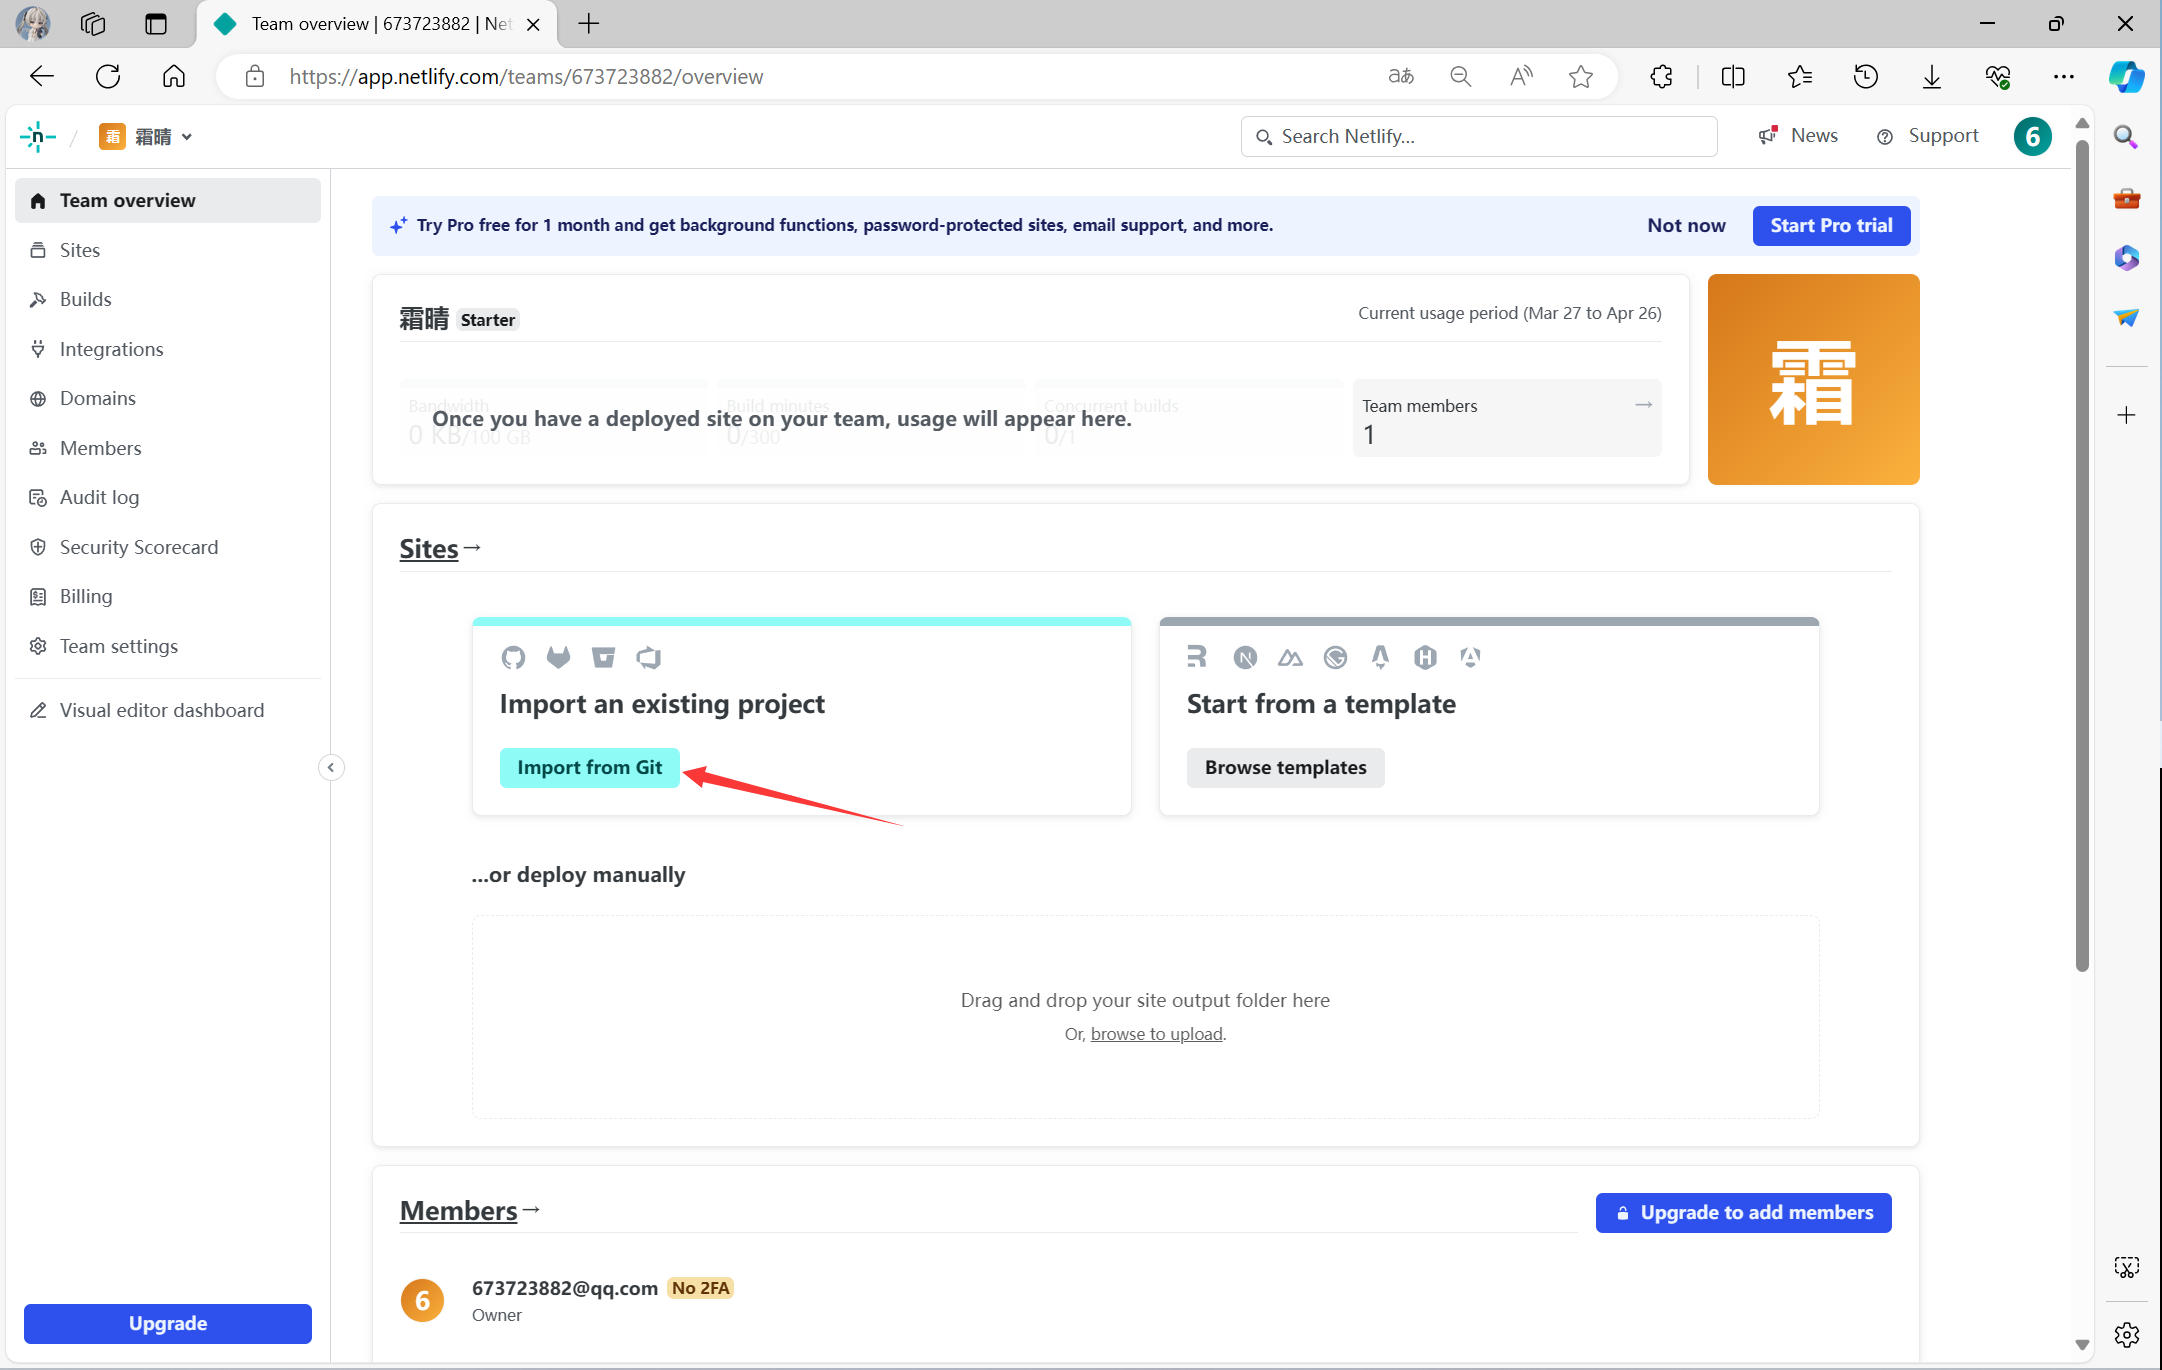 Team overview | 673723882 | Net
https://app.netlify.com/teams/673723882/overview
霜 霜晴
Search Netlify...
News
Support
6
Team overview
Sites
Builds
Integrations
Domains
Members
Audit log
Security Scorecard
Billing
Team settings
Visual editor dashboard
Upgrade
Try Pro free for 1 month and get background functions, password-protected sites, email support, and more.
Not now
Start Pro trial
霜晴 Starter
Current usage period (Mar 27 to Apr 26)
Bandwidth
0 KB/100 GB
Build minutes
0/300
Concurrent builds
0/1
Once you have a deployed site on your team, usage will appear here.
Team members →
1
霜
Sites→
Import an existing project
Import from Git
Start from a template
Browse templates
...or deploy manually
Drag and drop your site output folder here
Or, browse to upload.
Members→
Upgrade to add members
6
673723882@qq.com No 2FA
Owner